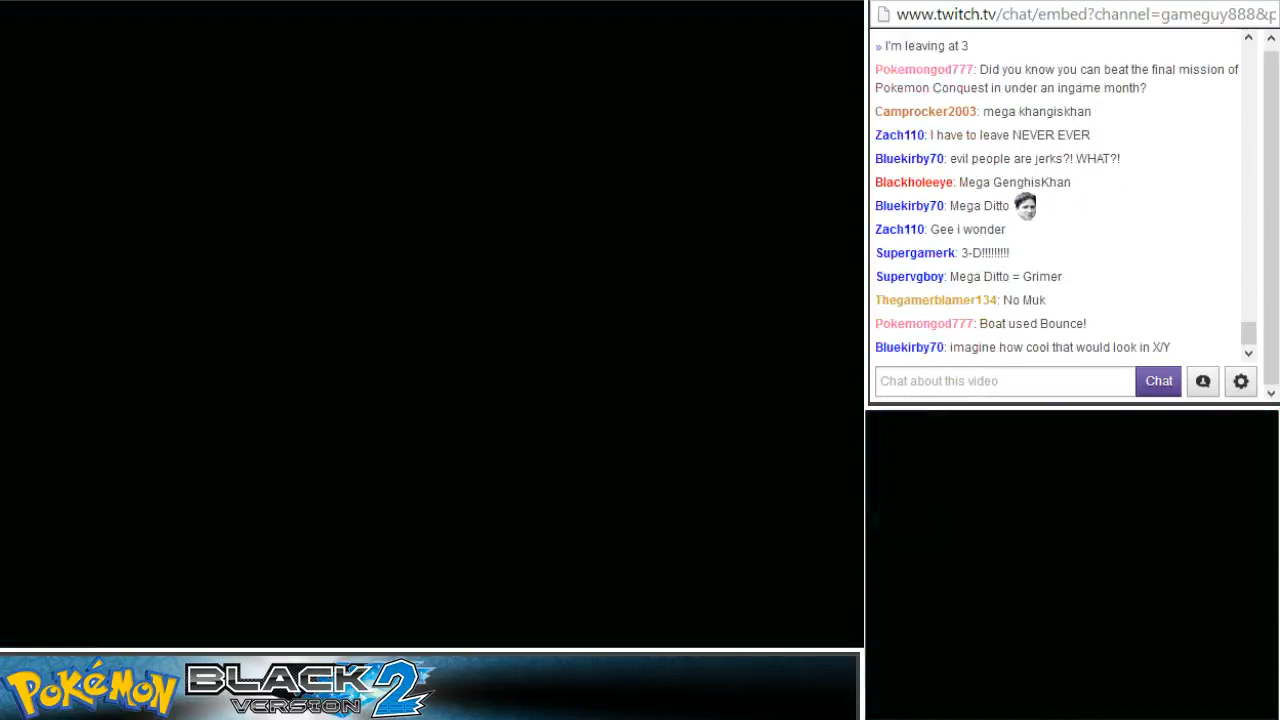 www.twitch.tv/chat/embed?channel=gameguy888&p
» I'm leaving at 3
Pokemongod777: Did you know you can beat the final mission of
Pokemon Conquest in under an ingame month?
Camprocker2003: mega khangiskhan
Zach110: I have to leave NEVER EVER
Bluekirby70: evil people are jerks?! WHAT?!
Blackholeeye: Mega GenghisKhan
Bluekirby70: Mega Ditto
Zach110: Gee i wonder
Supergamerk: 3-D!!!!!!!!!
Supervgboy: Mega Ditto = Grimer
Thegamerblamer134: No Muk
Pokemongod777: Boat used Bounce!
Bluekirby70: imagine how cool that would look in X/Y
Chat about this video
Chat
POKéMON
BLACK
VERSION 2